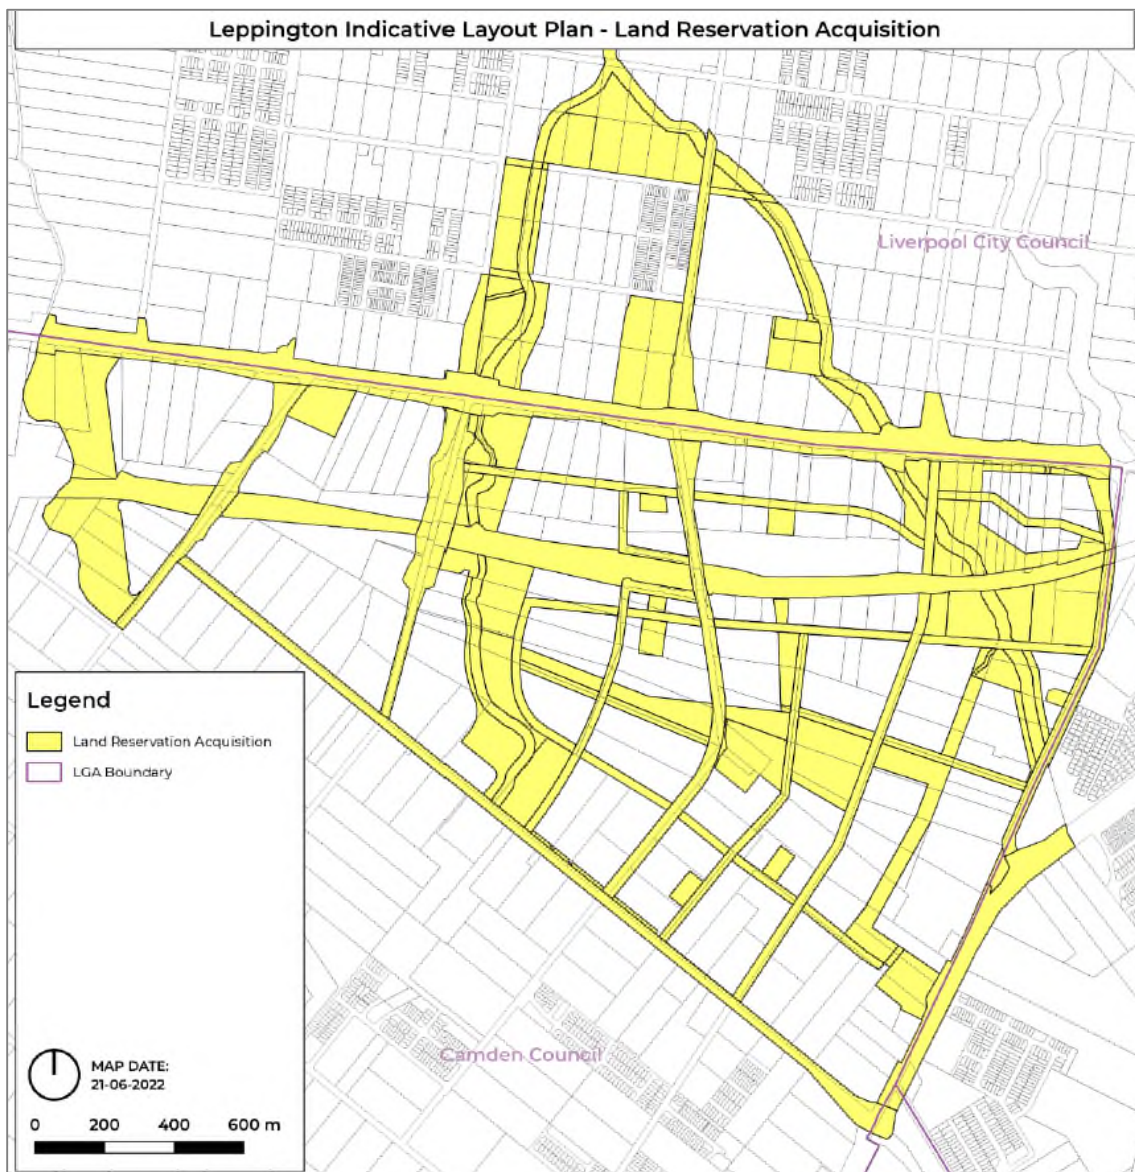 Leppington Indicative Layout Plan - Land Reservation Acquisition
Liverpool City Council
Legend
Land Reservation Acquisition
LGA Boundary
Camden Council
MAP DATE:
21-06-2022
0 200 400 600 m